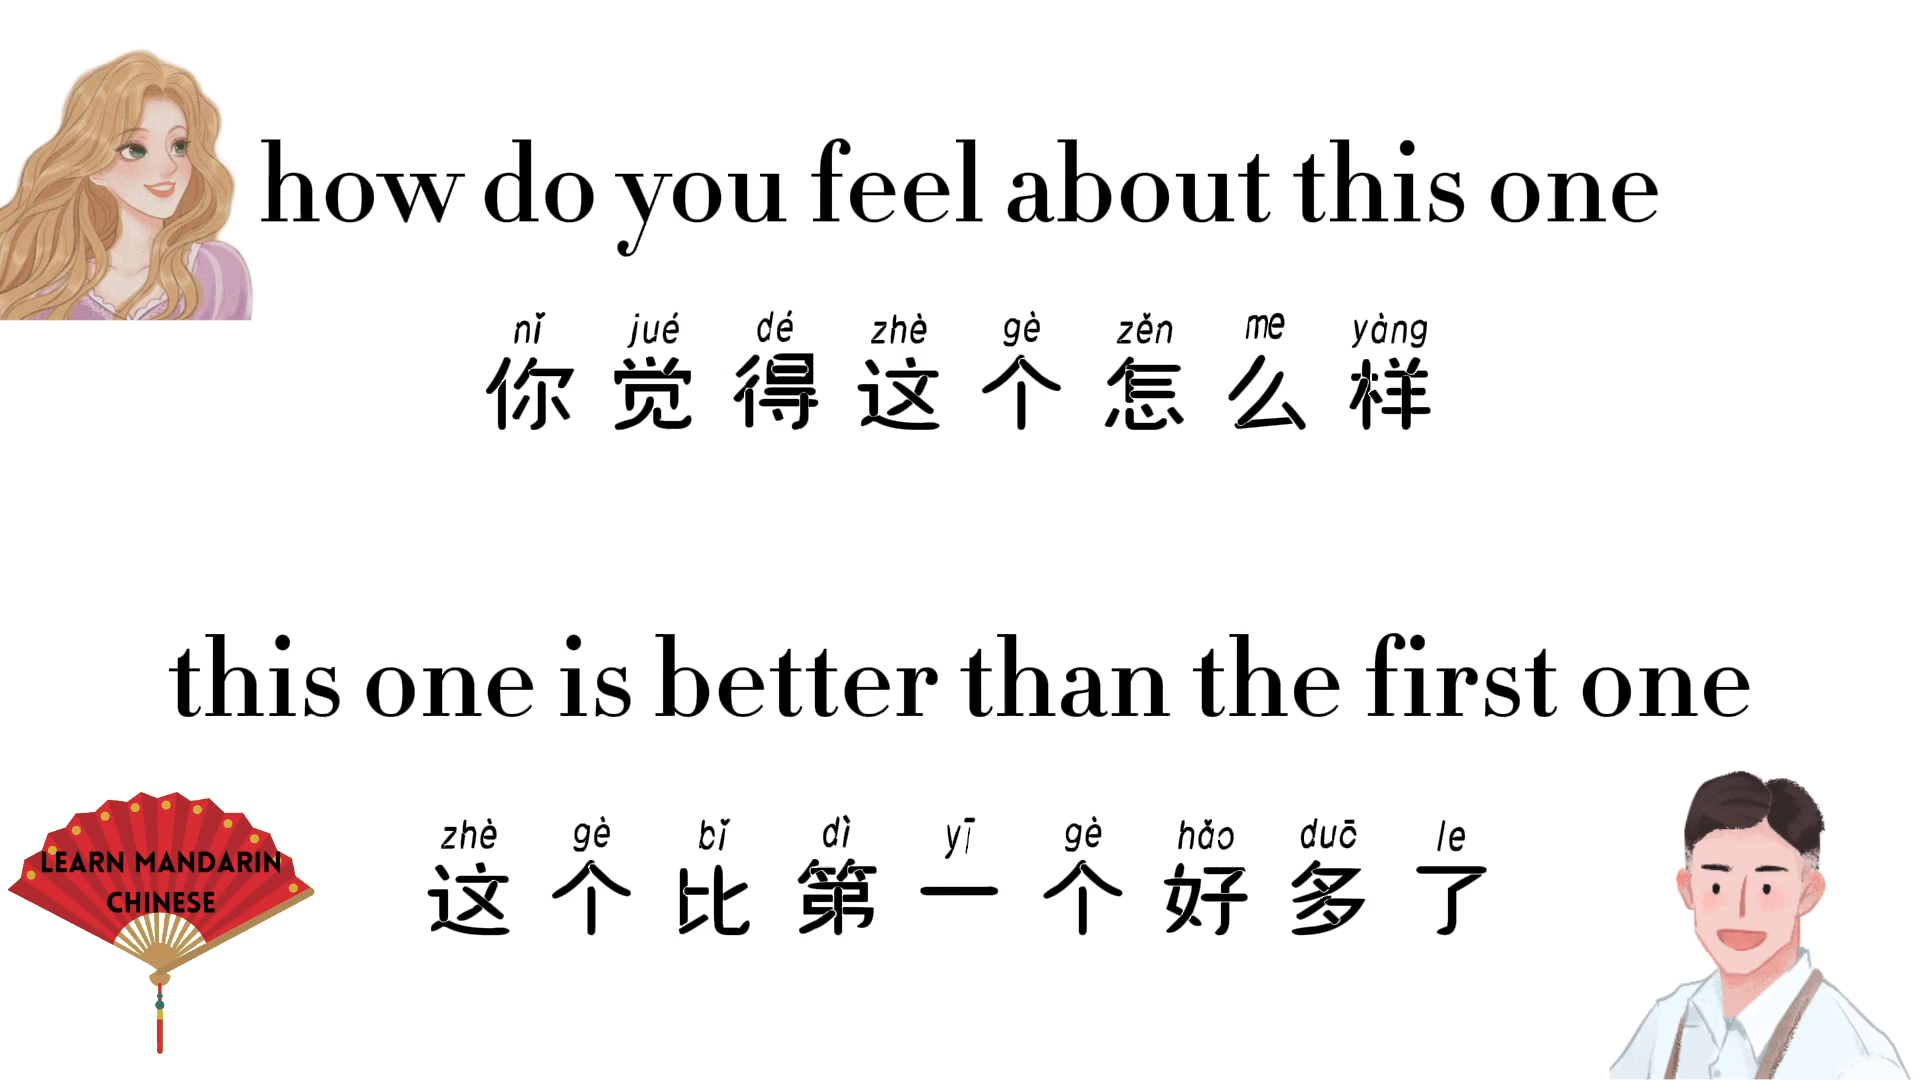 how do you feel about this one
nǐ jué dé zhè gè zěn me yàng
你觉得这个怎么样
this one is better than the first one
zhè gè bǐ dì yī gè hǎo duō le
这个比第一个好多了
LEARN MANDARIN
CHINESE